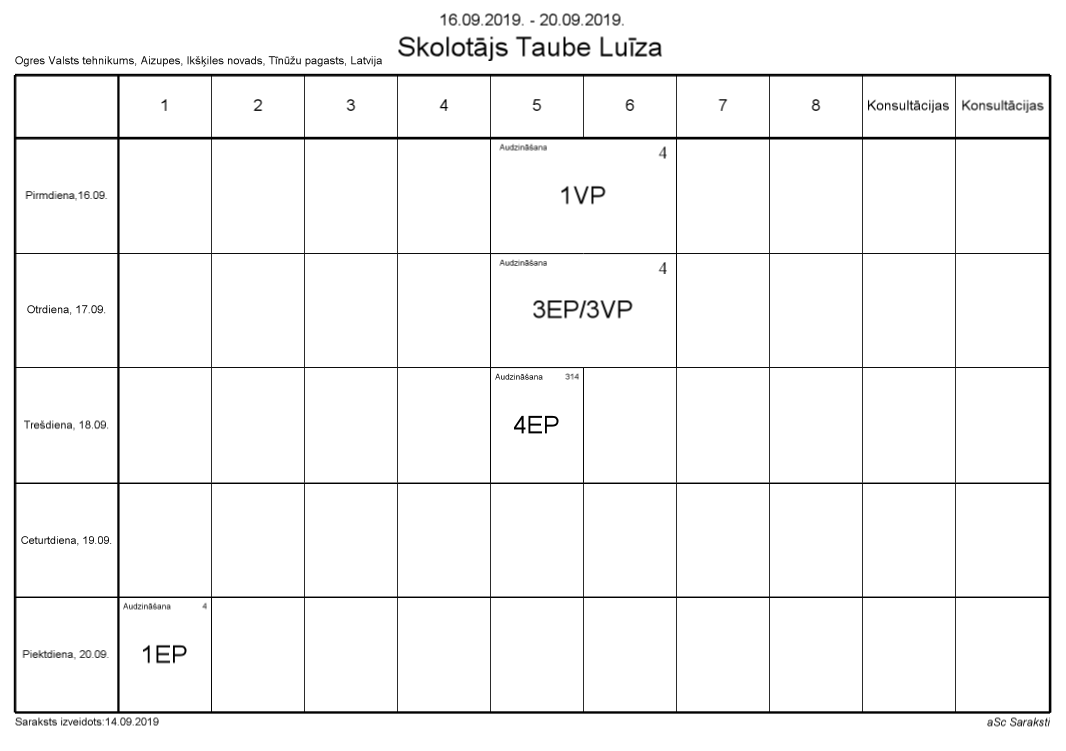 16.09.2019. - 20.09.2019.
Skolotājs Taube Luīza
Ogres Valsts tehnikums, Aizupes, Ikšķiles novads, Tīnūžu pagasts, Latvija
1 2 3 4 5 6 7 8 Konsultācijas Konsultācijas
Audzināšana 4
Pirmdiena,16.09. 1VP
Audzināšana 4
Otrdiena, 17.09. 3EP/3VP
Audzināšana 314
Trešdiena, 18.09. 4EP
Ceturtdiena, 19.09.
Audzināšana 4
Piektdiena, 20.09. 1EP
Saraksts izveidots:14.09.2019 aSc Saraksti